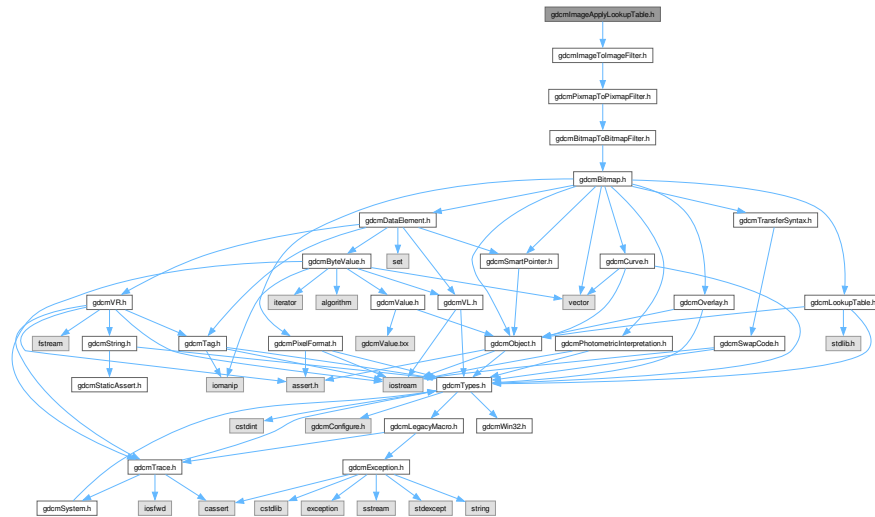 gdcmImageApplyLookupTable.h
gdcmImageToImageFilter.h
gdcmPixmapToPixmapFilter.h
gdcmBitmapToBitmapFilter.h
gdcmBitmap.h
gdcmDataElement.h
gdcmTransferSyntax.h
gdcmByteValue.h
set
gdcmSmartPointer.h
gdcmCurve.h
gdcmVR.h
iterator
algorithm
gdcmValue.h
gdcmVL.h
vector
gdcmOverlay.h
gdcmLookupTable.h
fstream
gdcmString.h
gdcmTag.h
gdcmPixelFormat.h
gdcmValue.txx
gdcmObject.h
gdcmPhotometricInterpretation.h
gdcmSwapCode.h
stdlib.h
gdcmStaticAssert.h
iomanip
assert.h
iostream
gdcmTypes.h
cstdint
gdcmConfigure.h
gdcmLegacyMacro.h
gdcmWin32.h
gdcmTrace.h
gdcmException.h
gdcmSystem.h
iosfwd
cassert
cstdlib
exception
sstream
stdexcept
string